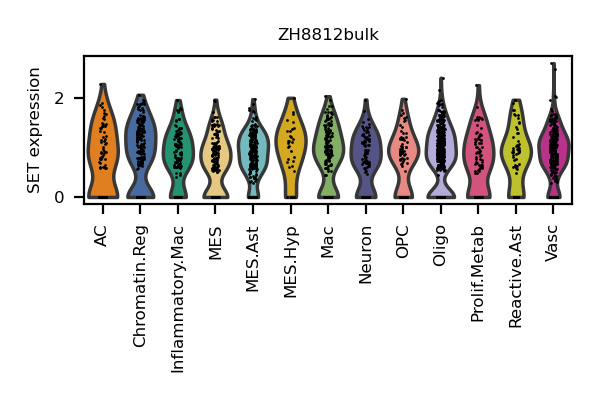 ZH8812bulk
SET expression
2
0
AC
Chromatin.Reg
Inflammatory.Mac
MES
MES.Ast
MES.Hyp
Mac
Neuron
OPC
Oligo
Prolif.Metab
Reactive.Ast
Vasc